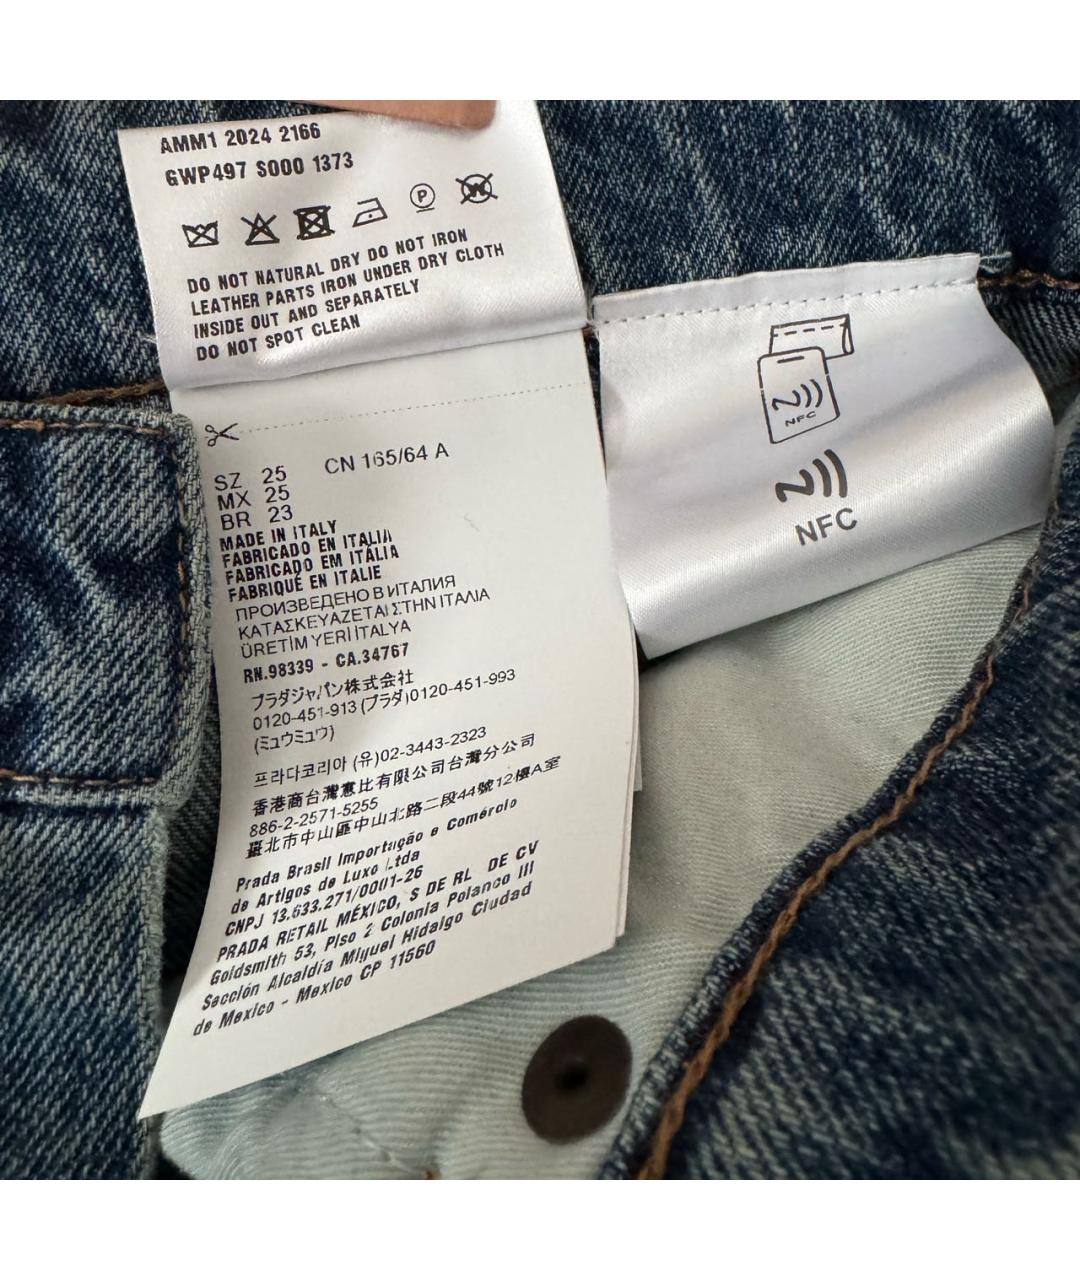 AMM1 2024 2166
GWP497 S000 1373
P
W
DO NOT NATURAL DRY DO NOT IRON
LEATHER PARTS IRON UNDER DRY CLOTH
INSIDE OUT AND SEPARATELY
DO NOT SPOT CLEAN
SZ 25 CN 165/64 A
MX 25
BR 23
MADE IN ITALY
FABRICADO EN ITALIA
FABRICADO EM ITÁLIA
FABRIQUÉ EN ITALIE
ПРОИЗВЕДЕНО В ИТАЛИЯ
ΚΑΤΑΣΚΕΥΑΖΕΤΑΙ ΣΤΗΝ ΙΤΑΛΙΑ
ÜRETİM YERİ İTALYA
RN.98339 - CA.34767
プラダジャパン株式会社
0120-451-913 (プラダ)0120-451-993
(ミュウミュウ)
프라다코리아 (유)02-3443-2323
香港商台灣惠比有限公司台灣分公司
886-2-2571-5255
臺北市中山區中山北路二段44號12樓A室
Prada Brasil Importação e Comércio
de Artigos de Luxo Ltda
CNPJ 13.633.271/0001-26
PRADA RETAIL MÉXICO, S DE RL DE CV
Goldsmith 53, Piso 2 Colonia Polanco III
Sección Alcaldía Miguel Hidalgo Ciudad
de Mexico - Mexico CP 11560
NFC
NFC